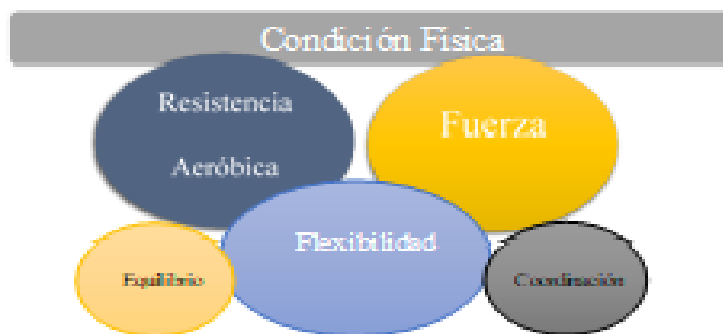 Condición Física
Resistencia
Aeróbica
Fuerza
Flexibilidad
Equilibrio
Coordinación